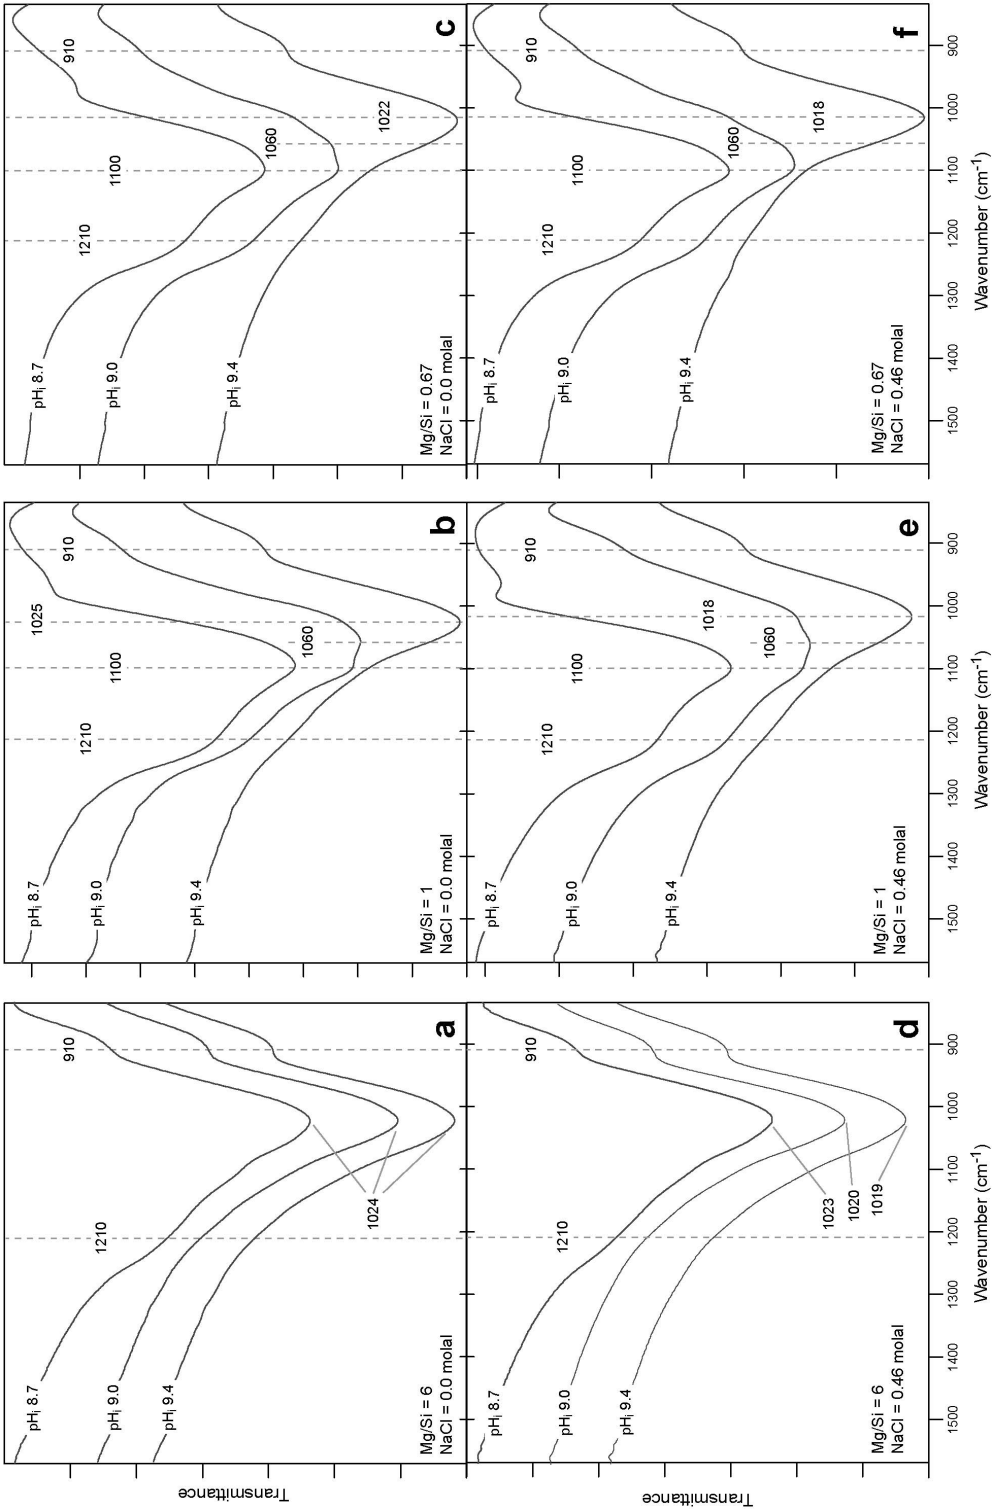 Transmittance
a
Mg/Si = 6
NaCl = 0.0 molal
pHi 8.7
pHi 9.0
pHi 9.4
1210
910
1024
b
Mg/Si = 1
NaCl = 0.0 molal
pHi 8.7
pHi 9.0
pHi 9.4
1210
1100
1060
1025
910
c
Mg/Si = 0.67
NaCl = 0.0 molal
pHi 8.7
pHi 9.0
pHi 9.4
1210
1100
1060
1022
910
Transmittance
d
Mg/Si = 6
NaCl = 0.46 molal
pHi 8.7
pHi 9.0
pHi 9.4
1210
910
1023
1020
1019
1500 1400 1300 1200 1100 1000 900
Wavenumber (cm-1)
e
Mg/Si = 1
NaCl = 0.46 molal
pHi 8.7
pHi 9.0
pHi 9.4
1210
1100
1060
1018
910
1500 1400 1300 1200 1100 1000 900
Wavenumber (cm-1)
f
Mg/Si = 0.67
NaCl = 0.46 molal
pHi 8.7
pHi 9.0
pHi 9.4
1210
1100
1060
1018
910
1500 1400 1300 1200 1100 1000 900
Wavenumber (cm-1)